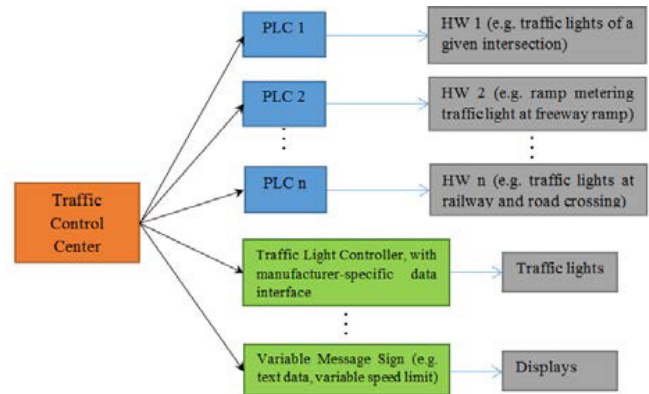 PLC 1
HW 1 (e.g. traffic lights of a
given intersection)
PLC 2
HW 2 (e.g. ramp metering
traffic light at freeway ramp)
PLC n
HW n (e.g. traffic lights at
railway and road crossing)
Traffic
Control
Center
Traffic Light Controller, with
manufacturer-specific data
interface
Traffic lights
Variable Message Sign (e.g.
text data, variable speed limit)
Displays